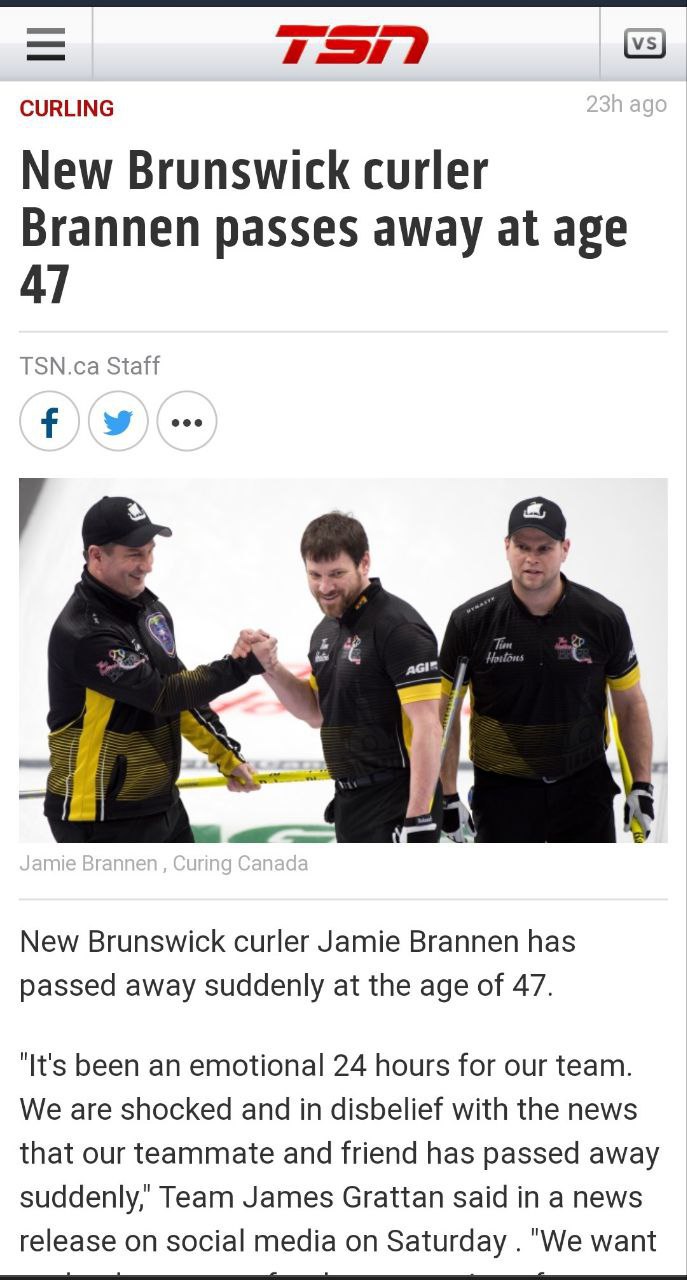 TSN
VS
CURLING
23h ago
New Brunswick curler
Brannen passes away at age
47
TSN.ca Staff
f
Tim
Hortons
AGI
DYNASTY
Tim
Hortons
Jamie Brannen , Curing Canada
New Brunswick curler Jamie Brannen has
passed away suddenly at the age of 47.
"It's been an emotional 24 hours for our team.
We are shocked and in disbelief with the news
that our teammate and friend has passed away
suddenly," Team James Grattan said in a news
release on social media on Saturday . "We want